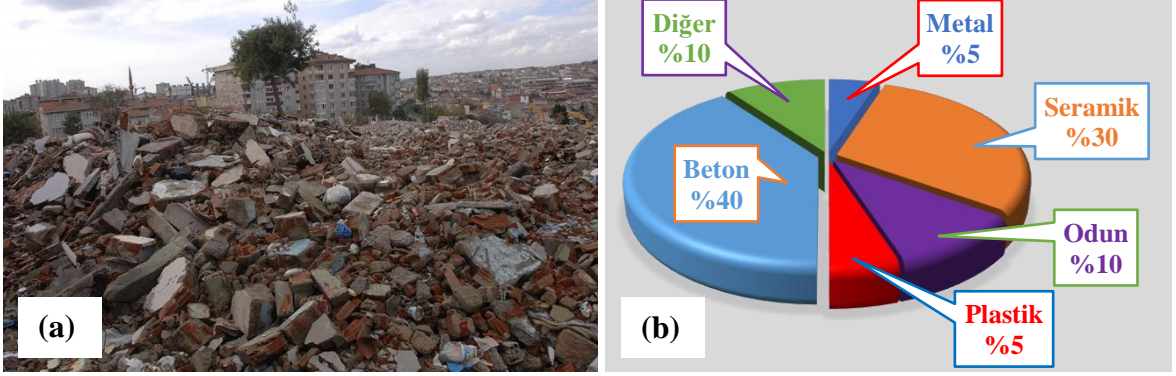 (a)
Diğer
%10
Metal
%5
Seramik
%30
Beton
%40
Odun
%10
Plastik
%5
(b)